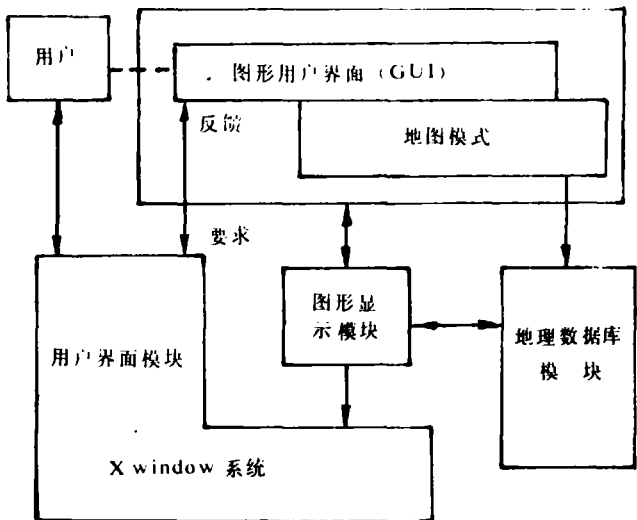 用户
图形用户界面（GUI）
反馈
地图模式
要求
图形显
示模块
用户界面模块
地理数据库
模 块
X window 系统